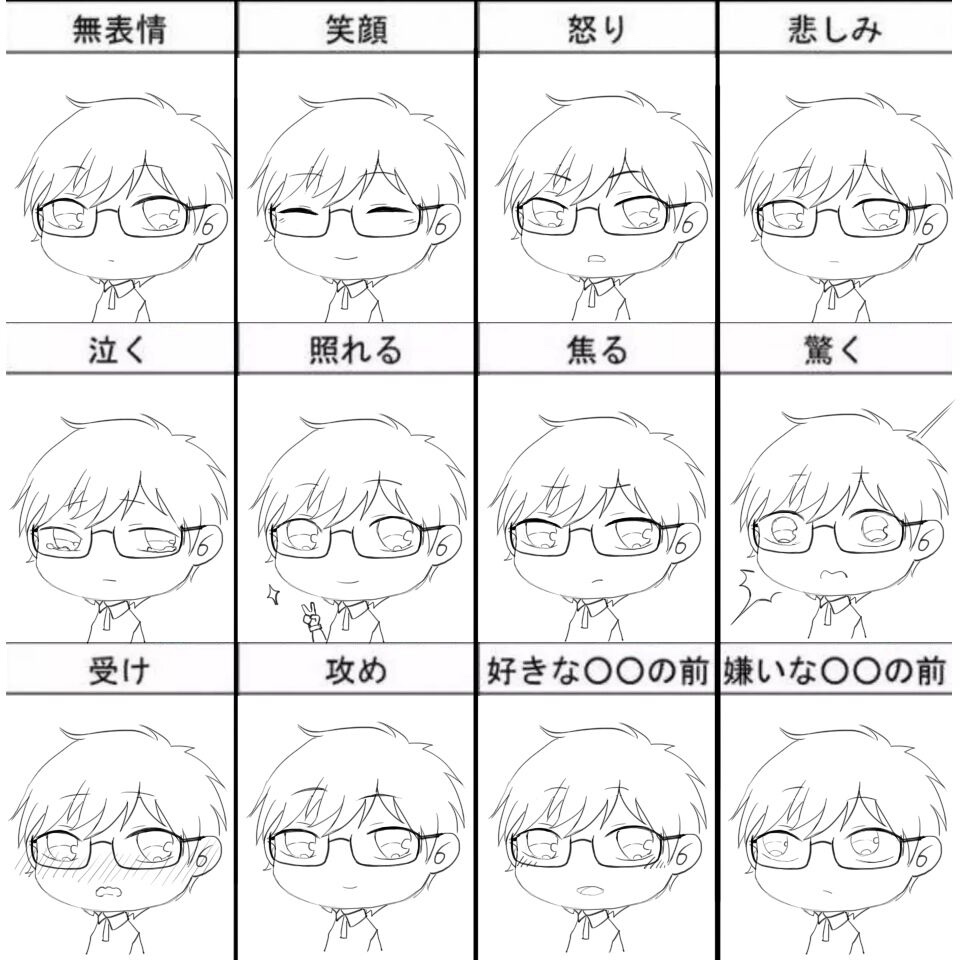 無表情
笑顔
怒り
悲しみ
泣く
照れる
焦る
驚く
受け
攻め
好きな〇〇の前
嫌いな〇〇の前